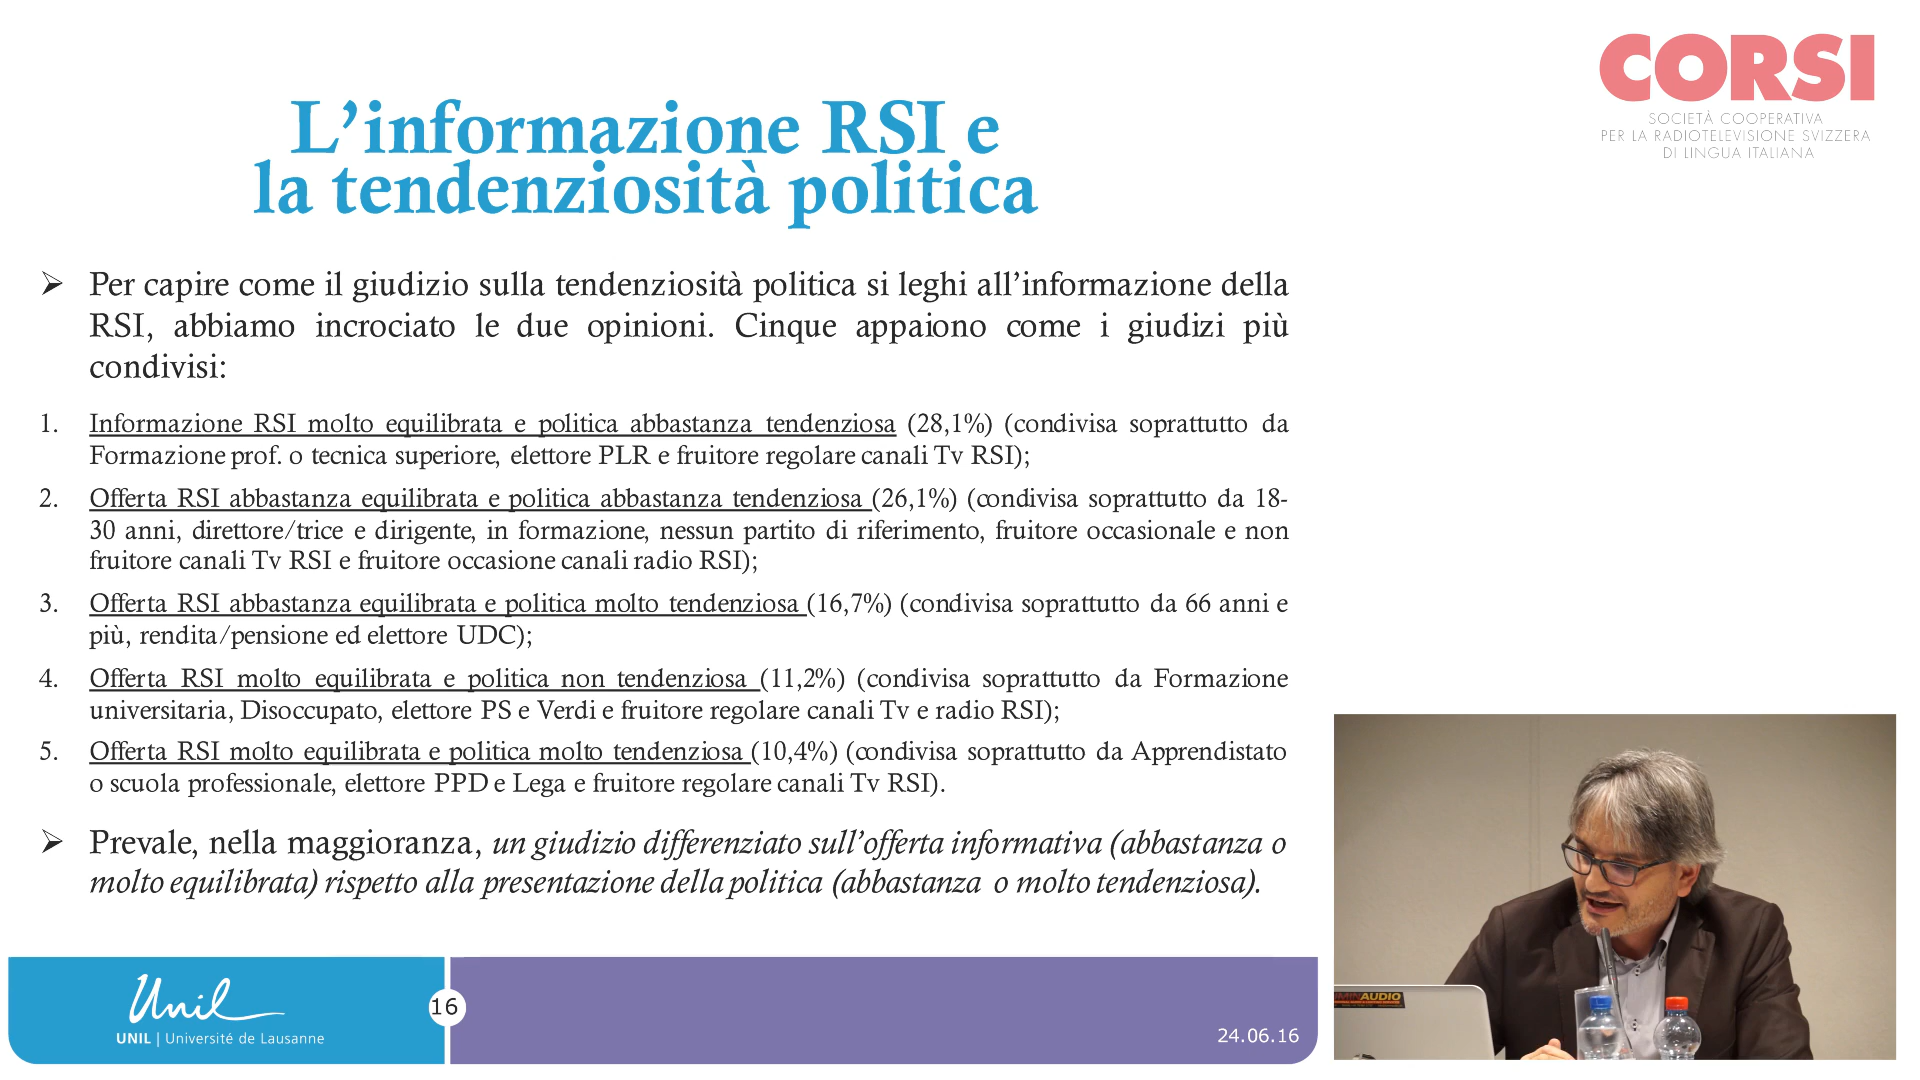 CORSI
SOCIETÀ COOPERATIVA
PER LA RADIOTELEVISIONE SVIZZERA
DI LINGUA ITALIANA
L’informazione RSI e
la tendenziosità politica
➢ Per capire come il giudizio sulla tendenziosità politica si leghi all’informazione della
RSI, abbiamo incrociato le due opinioni. Cinque appaiono come i giudizi più
condivisi:
1. Informazione RSI molto equilibrata e politica abbastanza tendenziosa (28,1%) (condivisa soprattutto da
Formazione prof. o tecnica superiore, elettore PLR e fruitore regolare canali Tv RSI);
2. Offerta RSI abbastanza equilibrata e politica abbastanza tendenziosa (26,1%) (condivisa soprattutto da 18-
30 anni, direttore/trice e dirigente, in formazione, nessun partito di riferimento, fruitore occasionale e non
fruitore canali Tv RSI e fruitore occasione canali radio RSI);
3. Offerta RSI abbastanza equilibrata e politica molto tendenziosa (16,7%) (condivisa soprattutto da 66 anni e
più, rendita/pensione ed elettore UDC);
4. Offerta RSI molto equilibrata e politica non tendenziosa (11,2%) (condivisa soprattutto da Formazione
universitaria, Disoccupato, elettore PS e Verdi e fruitore regolare canali Tv e radio RSI);
5. Offerta RSI molto equilibrata e politica molto tendenziosa (10,4%) (condivisa soprattutto da Apprendistato
o scuola professionale, elettore PPD e Lega e fruitore regolare canali Tv RSI).
➢ Prevale, nella maggioranza, un giudizio differenziato sull’offerta informativa (abbastanza o
molto equilibrata) rispetto alla presentazione della politica (abbastanza o molto tendenziosa).
Unil
UNIL | Université de Lausanne
16
24.06.16
AUDIO